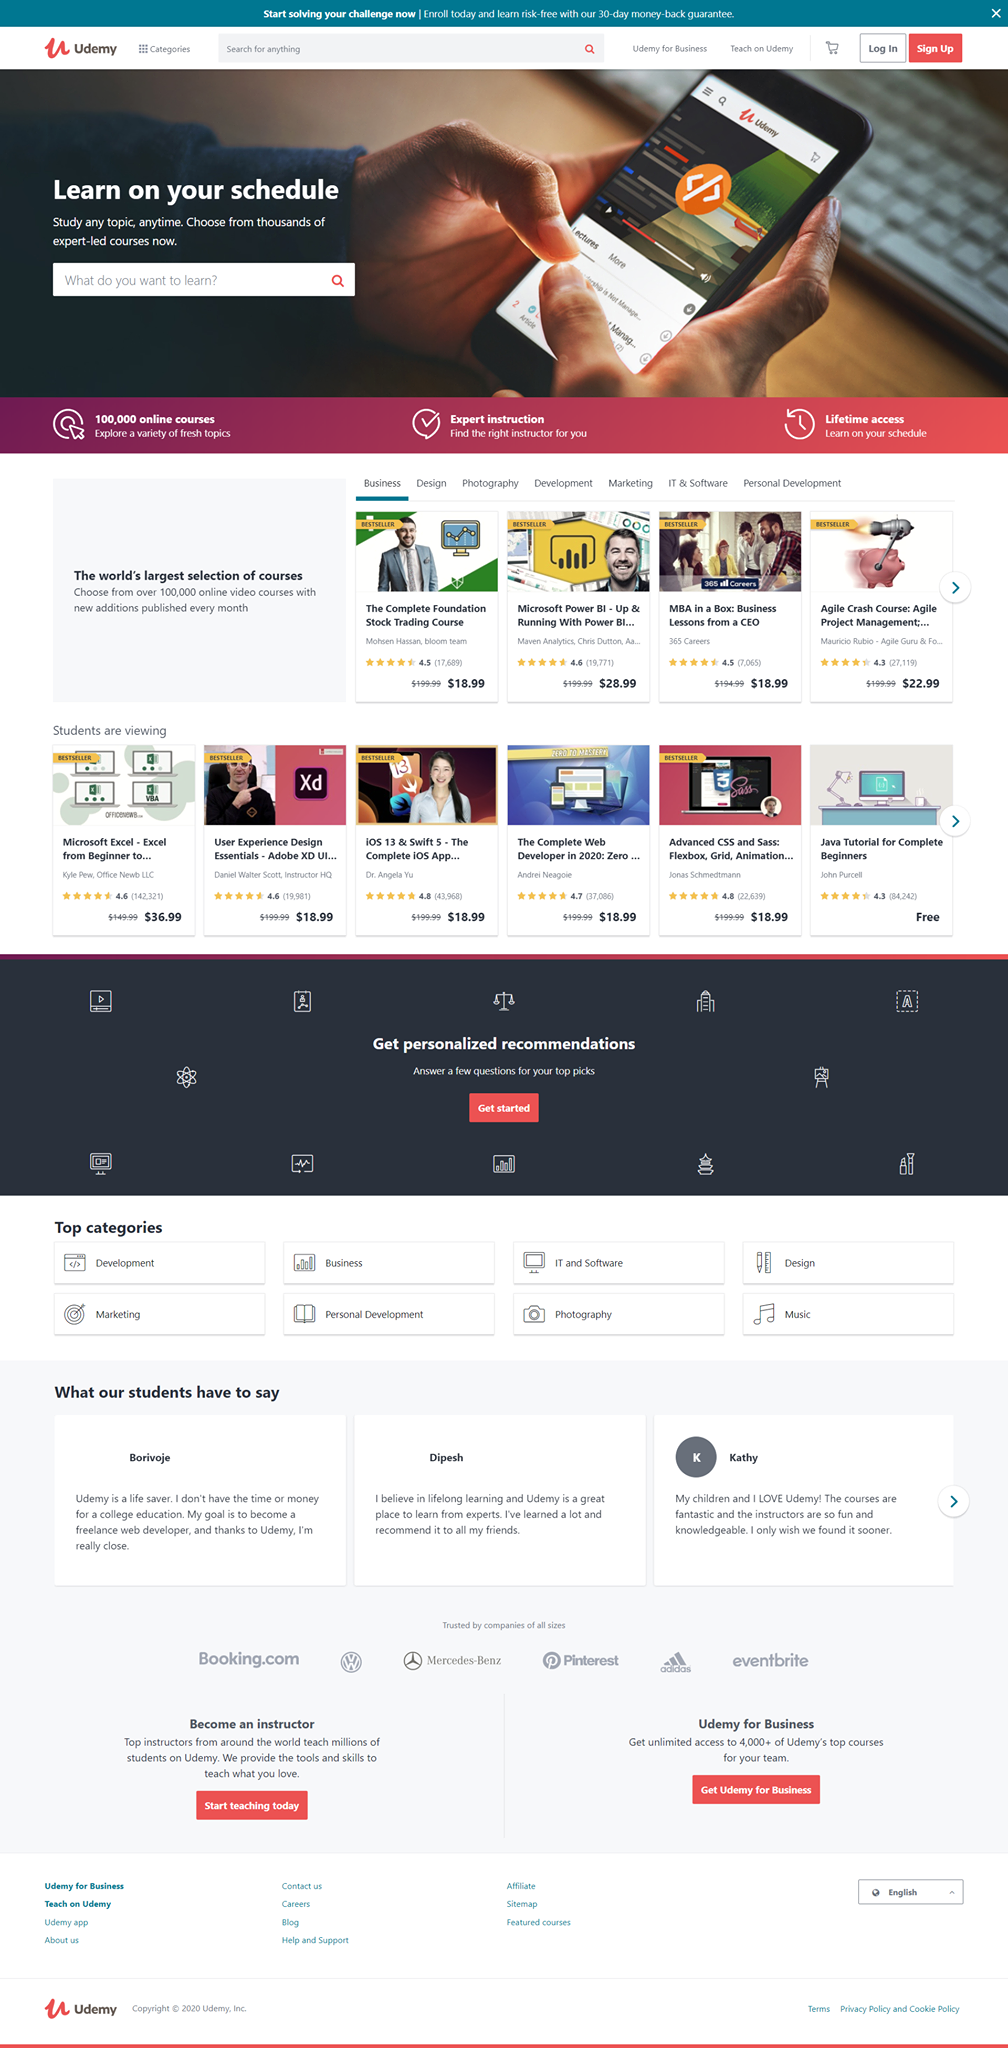 Start solving your challenge now | Enroll today and learn risk-free with our 30-day money-back guarantee.
Udemy
Categories
Search for anything
Udemy for Business
Teach on Udemy
Log In
Sign Up
Udemy
Lectures
More
Learn on your schedule
Study any topic, anytime. Choose from thousands of
expert-led courses now.
What do you want to learn?
100,000 online courses
Explore a variety of fresh topics
Expert instruction
Find the right instructor for you
Lifetime access
Learn on your schedule
Business
Design
Photography
Development
Marketing
IT & Software
Personal Development
The world's largest selection of courses
Choose from over 100,000 online video courses with
new additions published every month
BESTSELLER
The Complete Foundation
Stock Trading Course
Mohsen Hassan, bloom team
4.5 (17,689)
$199.99 $18.99
BESTSELLER
Microsoft Power BI - Up &
Running With Power BI...
Maven Analytics, Chris Dutton, Aa...
4.6 (19,771)
$199.99 $28.99
BESTSELLER
365 Careers
MBA in a Box: Business
Lessons from a CEO
365 Careers
4.5 (7,065)
$194.99 $18.99
BESTSELLER
Agile Crash Course: Agile
Project Management;...
Mauricio Rubio - Agile Guru & Fo...
4.3 (27,119)
$199.99 $22.99
Students are viewing
BESTSELLER
VBA
OFFICENEWB.com
Microsoft Excel - Excel
from Beginner to...
Kyle Pew, Office Newb LLC
4.6 (142,321)
$149.99 $36.99
BESTSELLER
Xd
User Experience Design
Essentials - Adobe XD UI...
Daniel Walter Scott, Instructor HQ
4.6 (19,981)
$199.99 $18.99
BESTSELLER
13
iOS 13 & Swift 5 - The
Complete iOS App...
Dr. Angela Yu
4.8 (43,968)
$199.99 $18.99
ZERO TO MASTERY
The Complete Web
Developer in 2020: Zero ...
Andrei Neagoie
4.7 (37,086)
$199.99 $18.99
BESTSELLER
3
Sass
Advanced CSS and Sass:
Flexbox, Grid, Animation...
Jonas Schmedtmann
4.8 (22,639)
$199.99 $18.99
Java Tutorial for Complete
Beginners
John Purcell
4.3 (84,242)
Free
A
Get personalized recommendations
Answer a few questions for your top picks
Get started
Top categories
Development
Business
IT and Software
Design
Marketing
Personal Development
Photography
Music
What our students have to say
Borivoje
Udemy is a life saver. I don't have the time or money
for a college education. My goal is to become a
freelance web developer, and thanks to Udemy, I'm
really close.
Dipesh
I believe in lifelong learning and Udemy is a great
place to learn from experts. I've learned a lot and
recommend it to all my friends.
K
Kathy
My children and I LOVE Udemy! The courses are
fantastic and the instructors are so fun and
knowledgeable. I only wish we found it sooner.
Trusted by companies of all sizes
Booking.com
Mercedes-Benz
Pinterest
adidas
eventbrite
Become an instructor
Top instructors from around the world teach millions of
students on Udemy. We provide the tools and skills to
teach what you love.
Start teaching today
Udemy for Business
Get unlimited access to 4,000+ of Udemy's top courses
for your team.
Get Udemy for Business
Udemy for Business
Teach on Udemy
Udemy app
About us
Contact us
Careers
Blog
Help and Support
Affiliate
Sitemap
Featured courses
English
Udemy
Copyright © 2020 Udemy, Inc.
Terms
Privacy Policy and Cookie Policy